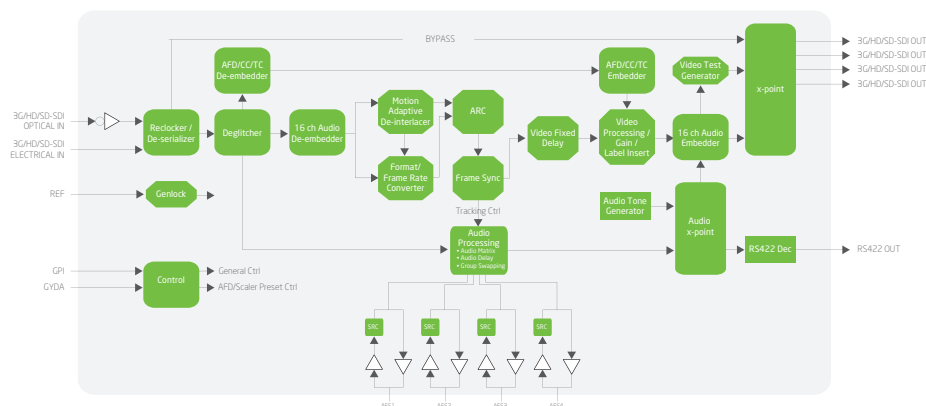 BYPASS
3G/HD/SD-SDI OUT
3G/HD/SD-SDI OUT
3G/HD/SD-SDI OUT
3G/HD/SD-SDI OUT
AFD/CC/TC
De-embedder
AFD/CC/TC
Embedder
Video Test
Generator
x-point
3G/HD/SD-SDI
OPTICAL IN
3G/HD/SD-SDI
ELECTRICAL IN
Reclocker /
De-serializer
Deglitcher
16 ch Audio
De-embedder
Motion
Adaptive
De-interlacer
ARC
Format/
Frame Rate
Converter
Frame Sync
Video Fixed
Delay
Video
Processing /
Gain /
Label Insert
16 ch Audio
Embedder
REF
Genlock
Tracking Ctrl
Audio Tone
Generator
Audio
x-point
Audio
Processing
• Audio Matrix
• Audio Delay
• Group Swapping
RS422 Dec
RS422 OUT
GPI
GYDA
Control
General Ctrl
AFD/Scaler Preset Ctrl
SRC
SRC
SRC
SRC
AES1
AES2
AES3
AES4